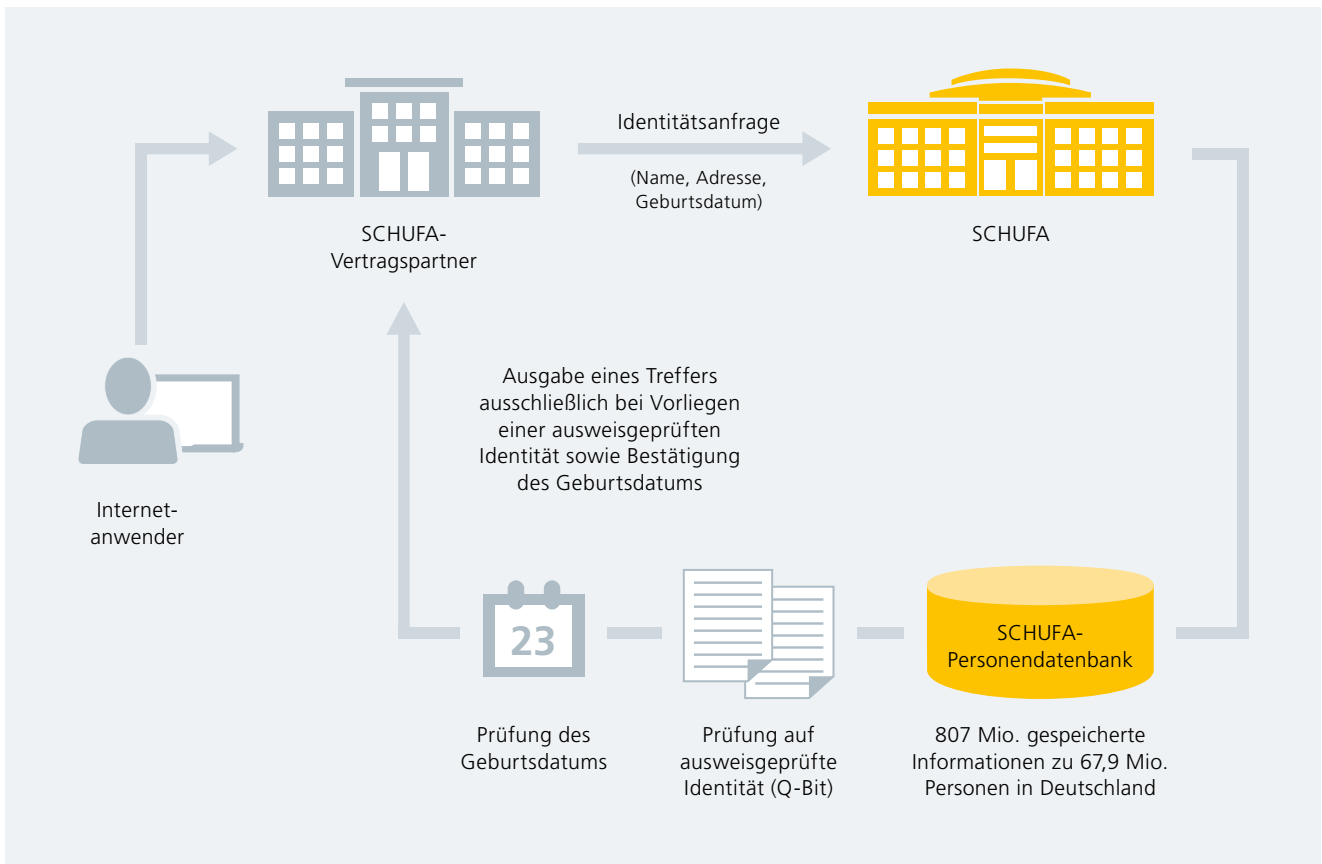 Identitätsanfrage
(Name, Adresse,
Geburtsdatum)
SCHUFA-
Vertragspartner
SCHUFA
Ausgabe eines Treffers
ausschließlich bei Vorliegen
einer ausweisgeprüften
Identität sowie Bestätigung
des Geburtsdatums
Internet-
anwender
23
SCHUFA-
Personendatenbank
Prüfung des
Geburtsdatums
Prüfung auf
ausweisgeprüfte
Identität (Q-Bit)
807 Mio. gespeicherte
Informationen zu 67,9 Mio.
Personen in Deutschland